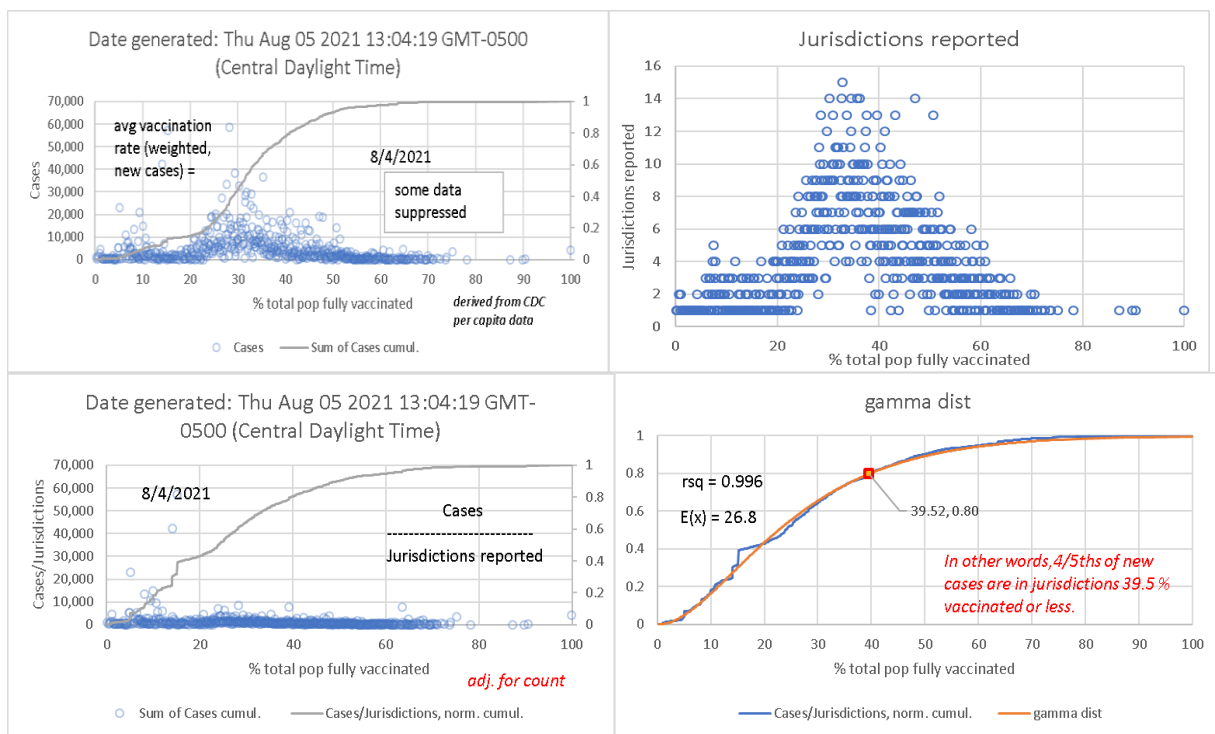 Date generated: Thu Aug 05 2021 13:04:19 GMT-0500
(Central Daylight Time)
70,000
60,000
50,000
40,000
30,000
20,000
10,000
0
Cases
1
0.8
0.6
0.4
0.2
0
avg vaccination
rate (weighted,
new cases) =
8/4/2021
some data
suppressed
0 10 20 30 40 50 60 70 80 90 100
% total pop fully vaccinated
derived from CDC
per capita data
Cases
Sum of Cases cumul.
Jurisdictions reported
16
14
12
10
8
6
4
2
0
Jurisdictions reported
0 20 40 60 80 100
% total pop fully vaccinated
Date generated: Thu Aug 05 2021 13:04:19 GMT-
0500 (Central Daylight Time)
70,000
60,000
50,000
40,000
30,000
20,000
10,000
0
Cases/Jurisdictions
1
0.8
0.6
0.4
0.2
0
8/4/2021
Cases
-------------------------
Jurisdictions reported
0 20 40 60 80 100
% total pop fully vaccinated
adj. for count
Sum of Cases cumul.
Cases/Jurisdictions, norm. cumul.
gamma dist
1
0.8
0.6
0.4
0.2
0
rsq = 0.996
E(x) = 26.8
39.52, 0.80
In other words,4/5ths of new
cases are in jurisdictions 39.5 %
vaccinated or less.
0 10 20 30 40 50 60 70 80 90 100
% total pop fully vaccinated
Cases/Jurisdictions, norm. cumul.
gamma dist